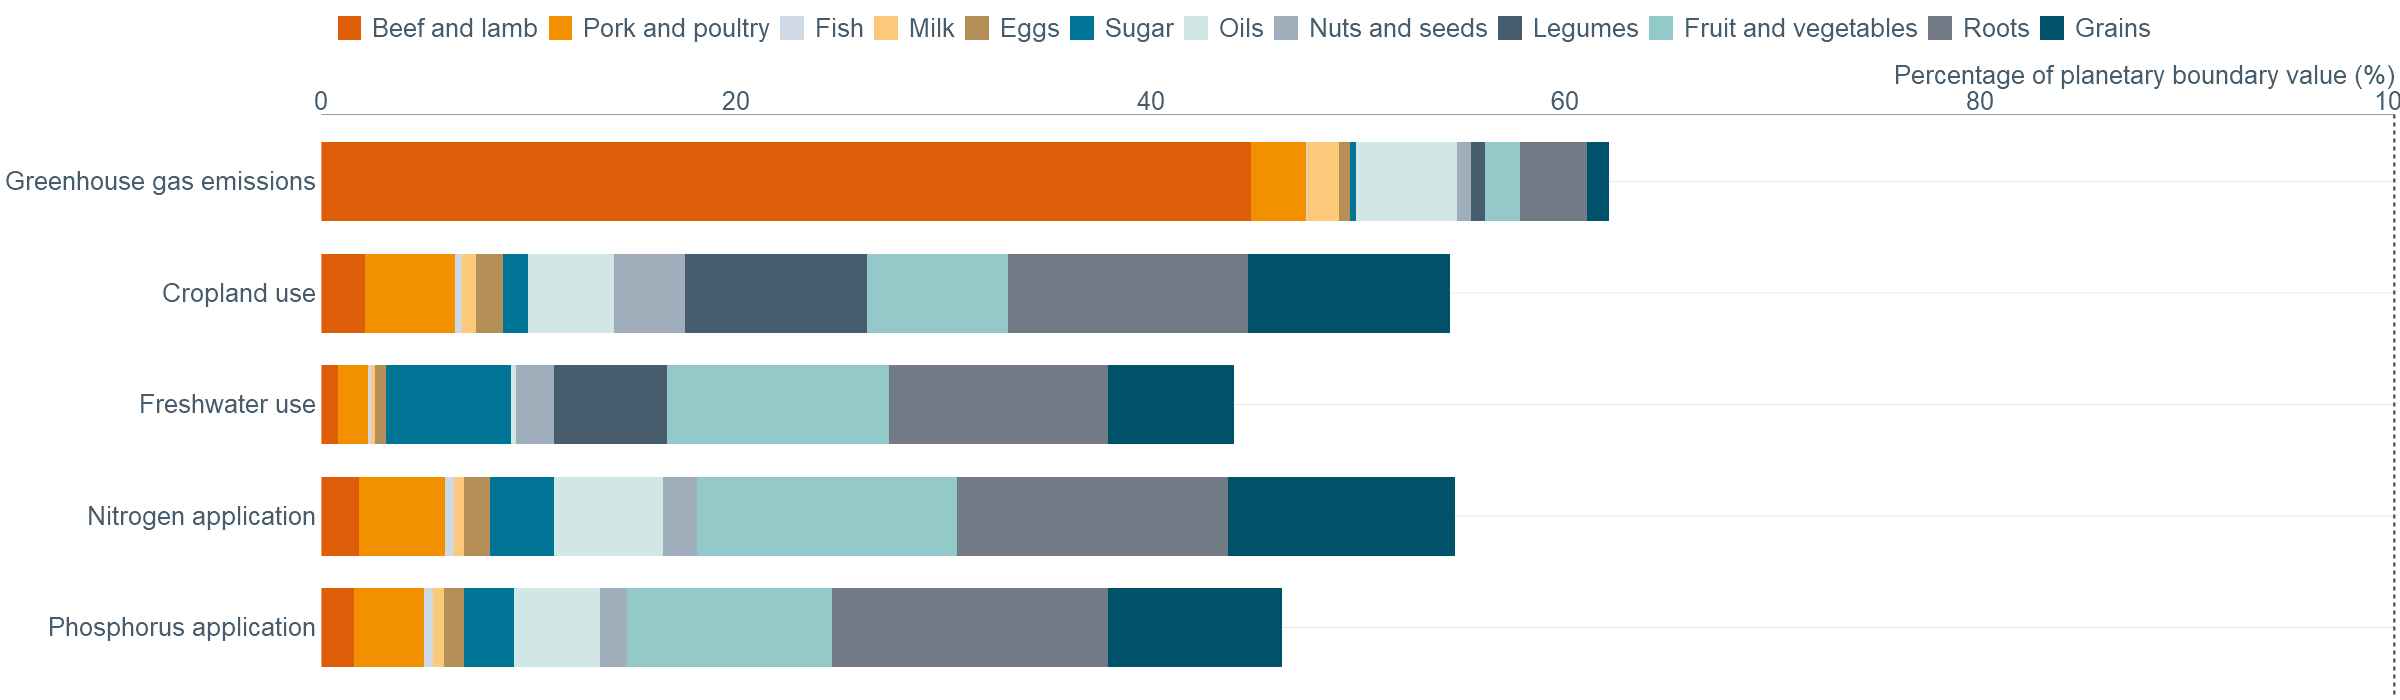 Beef and lamb Pork and poultry Fish Milk Eggs Sugar Oils Nuts and seeds Legumes Fruit and vegetables Roots Grains
Percentage of planetary boundary value (%)
0 20 40 60 80 10
Greenhouse gas emissions
Cropland use
Freshwater use
Nitrogen application
Phosphorus application